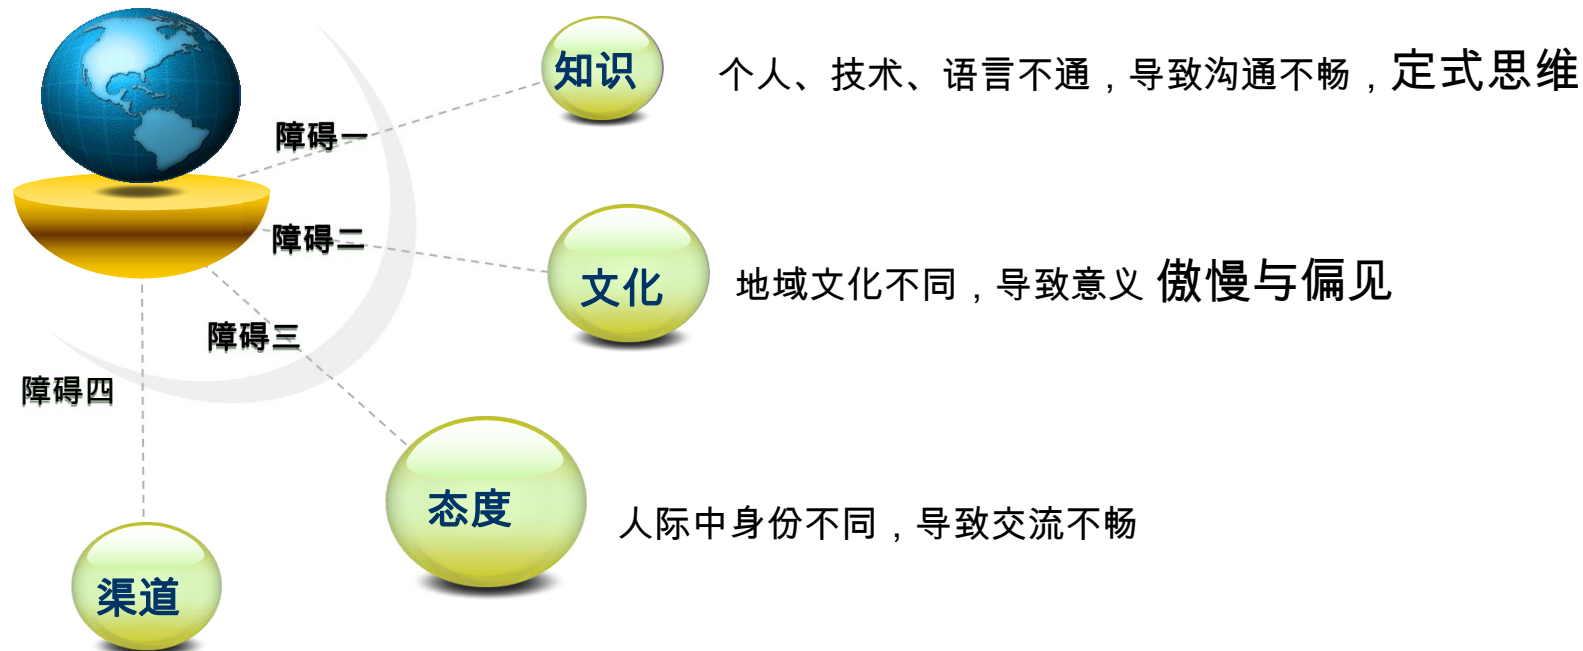 障碍一
知识
个人、技术、语言不通，导致沟通不畅，定式思维
障碍二
文化
地域文化不同，导致意义 傲慢与偏见
障碍三
态度
人际中身份不同，导致交流不畅
障碍四
渠道